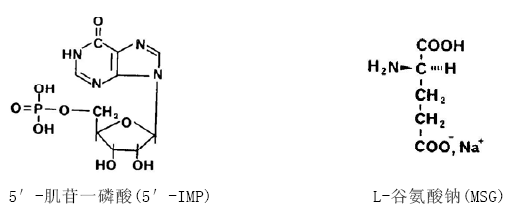 O
HN
N
N
N
OH
O=P-O-CH₂
OH
O
HO OH
5′-肌苷一磷酸(5′-IMP)
COOH
H₂N-C-H
CH₂
CH₂
COO⁻, Na⁺
L-谷氨酸钠(MSG)